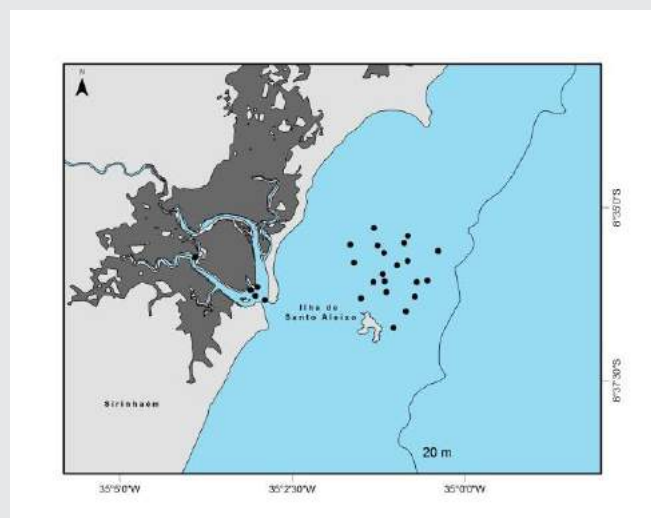 N
8°35'0"S
Ilha de
Santo Aleixo
8°37'30"S
Sirinhaém
20 m
35°5'0"W
35°2'30"W
35°0'0"W